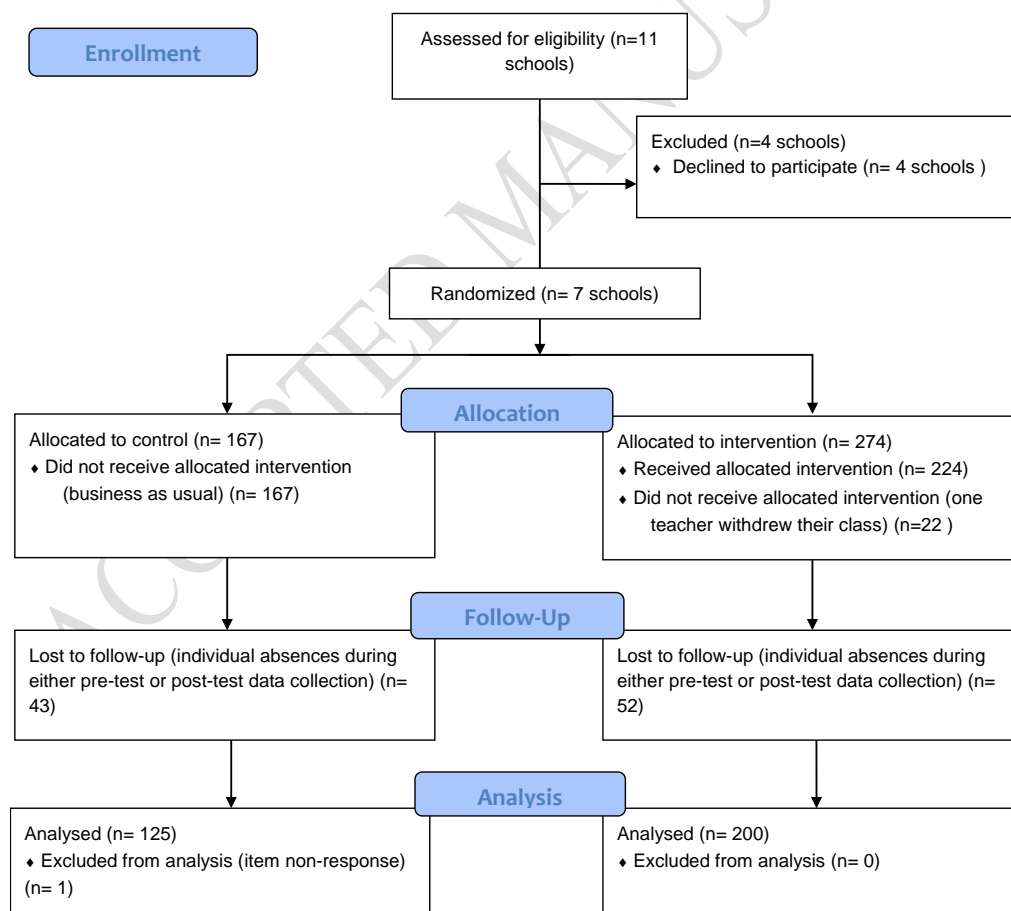 Enrollment
Assessed for eligibility (n=11
schools)
Excluded (n=4 schools)
♦ Declined to participate (n= 4 schools )
Randomized (n= 7 schools)
Allocation
Allocated to control (n= 167)
♦ Did not receive allocated intervention
(business as usual) (n= 167)
Allocated to intervention (n= 274)
♦ Received allocated intervention (n= 224)
♦ Did not receive allocated intervention (one
teacher withdrew their class) (n=22 )
Follow-Up
Lost to follow-up (individual absences during
either pre-test or post-test data collection) (n=
43)
Lost to follow-up (individual absences during
either pre-test or post-test data collection) (n=
52)
Analysis
Analysed (n= 125)
♦ Excluded from analysis (item non-response)
(n= 1)
Analysed (n= 200)
♦ Excluded from analysis (n= 0)